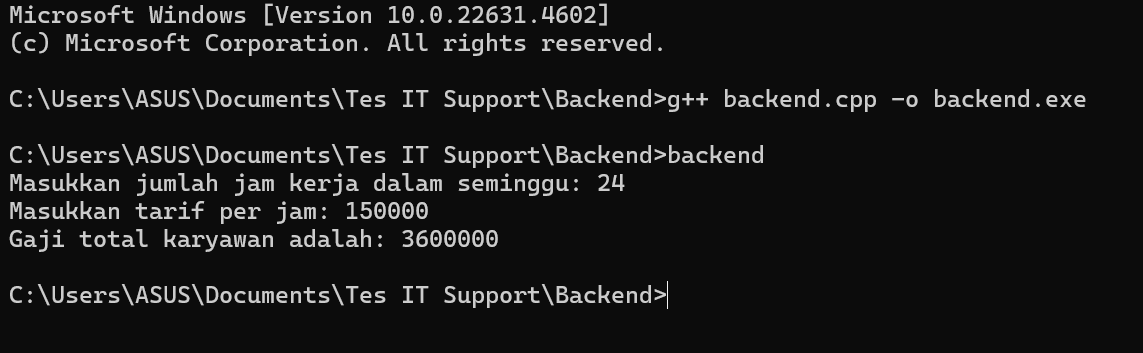 Microsoft Windows [Version 10.0.22631.4602]
(c) Microsoft Corporation. All rights reserved.
C:\Users\ASUS\Documents\Tes IT Support\Backend>g++ backend.cpp -o backend.exe
C:\Users\ASUS\Documents\Tes IT Support\Backend>backend
Masukkan jumlah jam kerja dalam seminggu: 24
Masukkan tarif per jam: 150000
Gaji total karyawan adalah: 3600000
C:\Users\ASUS\Documents\Tes IT Support\Backend>